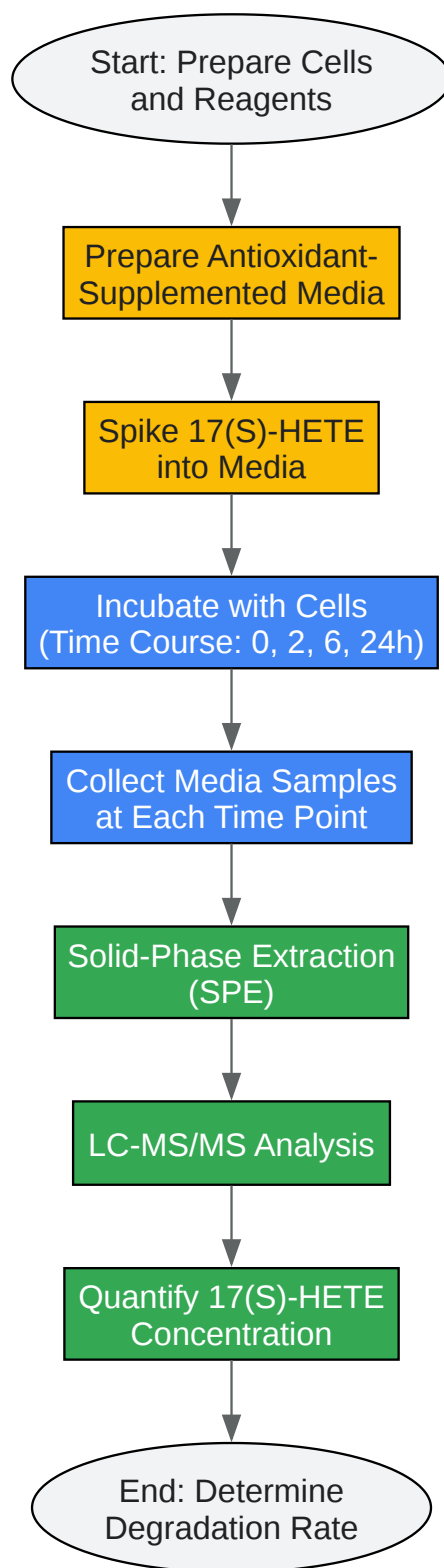 Start: Prepare Cells
and Reagents
Prepare Antioxidant-
Supplemented Media
Spike 17(S)-HETE
into Media
Incubate with Cells
(Time Course: 0, 2, 6, 24h)
Collect Media Samples
at Each Time Point
Solid-Phase Extraction
(SPE)
LC-MS/MS Analysis
Quantify 17(S)-HETE
Concentration
End: Determine
Degradation Rate